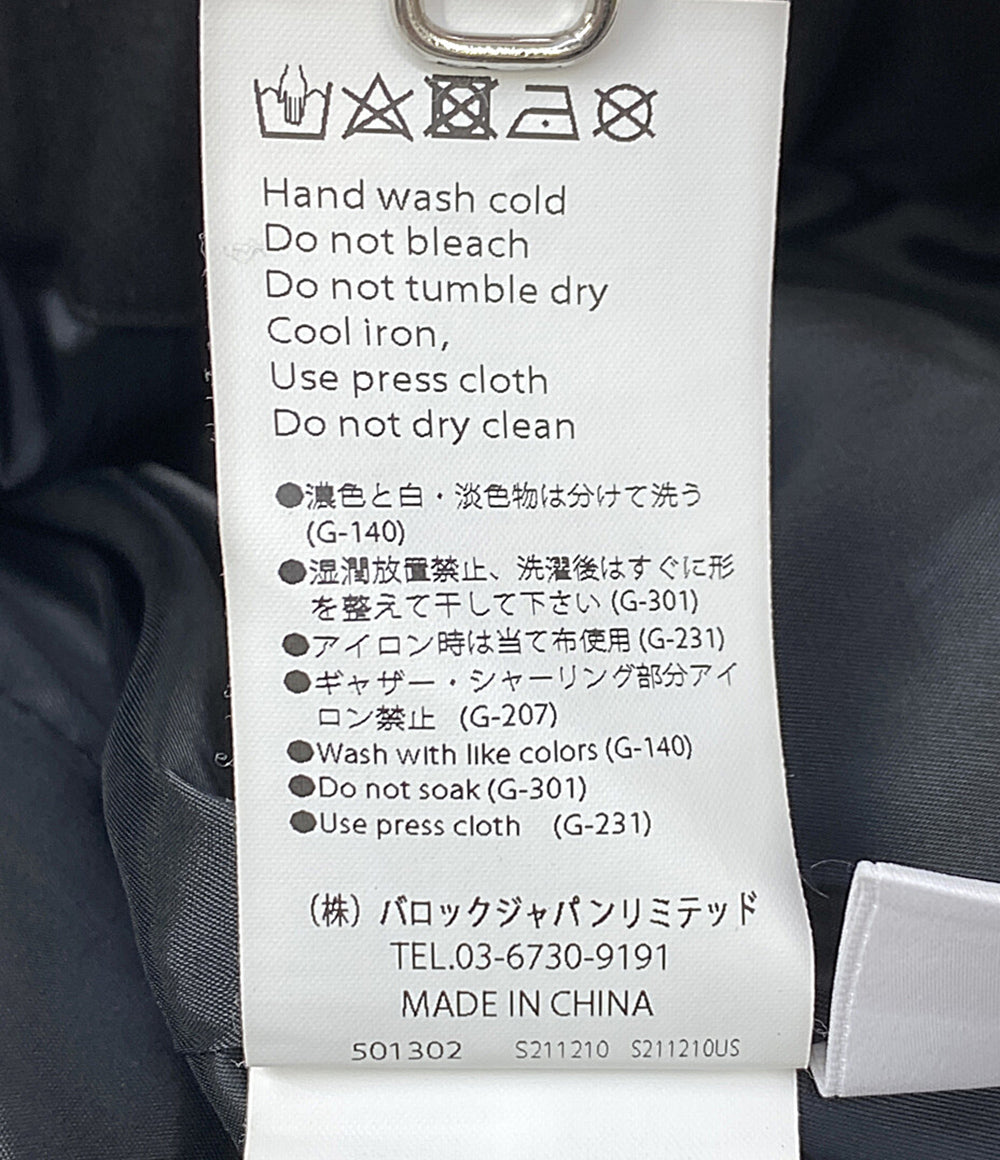 Hand wash cold
Do not bleach
Do not tumble dry
Cool iron,
Use press cloth
Do not dry clean
●濃色と白・淡色物は分けて洗う
(G-140)
●湿潤放置禁止、洗濯後はすぐに形
を整えて干して下さい (G-301)
●アイロン時は当て布使用 (G-231)
●ギャザー・シャーリング部分アイ
ロン禁止 (G-207)
●Wash with like colors (G-140)
●Do not soak (G-301)
●Use press cloth (G-231)
（株）バロックジャパンリミテッド
TEL.03-6730-9191
MADE IN CHINA
501302 S211210 S211210US